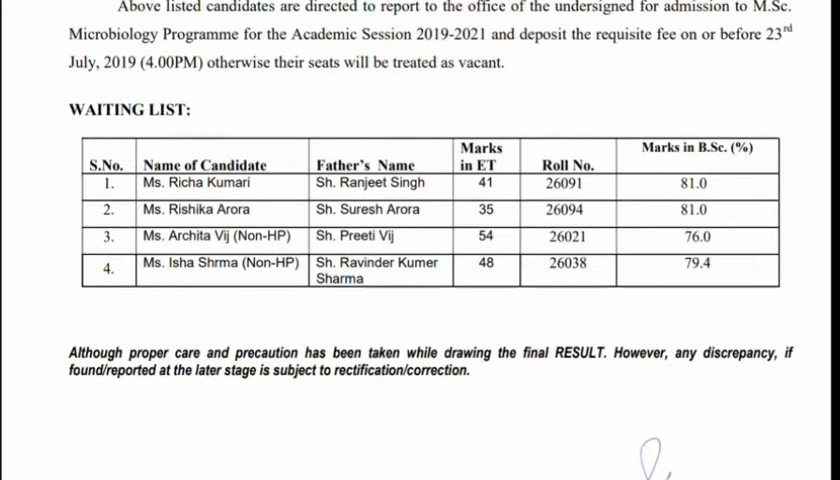 Above listed candidates are directed to report to the office of the undersigned for admission to M.Sc.
Microbiology Programme for the Academic Session 2019-2021 and deposit the requisite fee on or before 23rd
July, 2019 (4.00PM) otherwise their seats will be treated as vacant.
WAITING LIST:
S.No. Name of Candidate Father's Name Marks in ET Roll No. Marks in B.Sc. (%)
1. Ms. Richa Kumari Sh. Ranjeet Singh 41 26091 81.0
2. Ms. Rishika Arora Sh. Suresh Arora 35 26094 81.0
3. Ms. Archita Vij (Non-HP) Sh. Preeti Vij 54 26021 76.0
4. Ms. Isha Shrma (Non-HP) Sh. Ravinder Kumer Sharma 48 26038 79.4
Although proper care and precaution has been taken while drawing the final RESULT. However, any discrepancy, if
found/reported at the later stage is subject to rectification/correction.